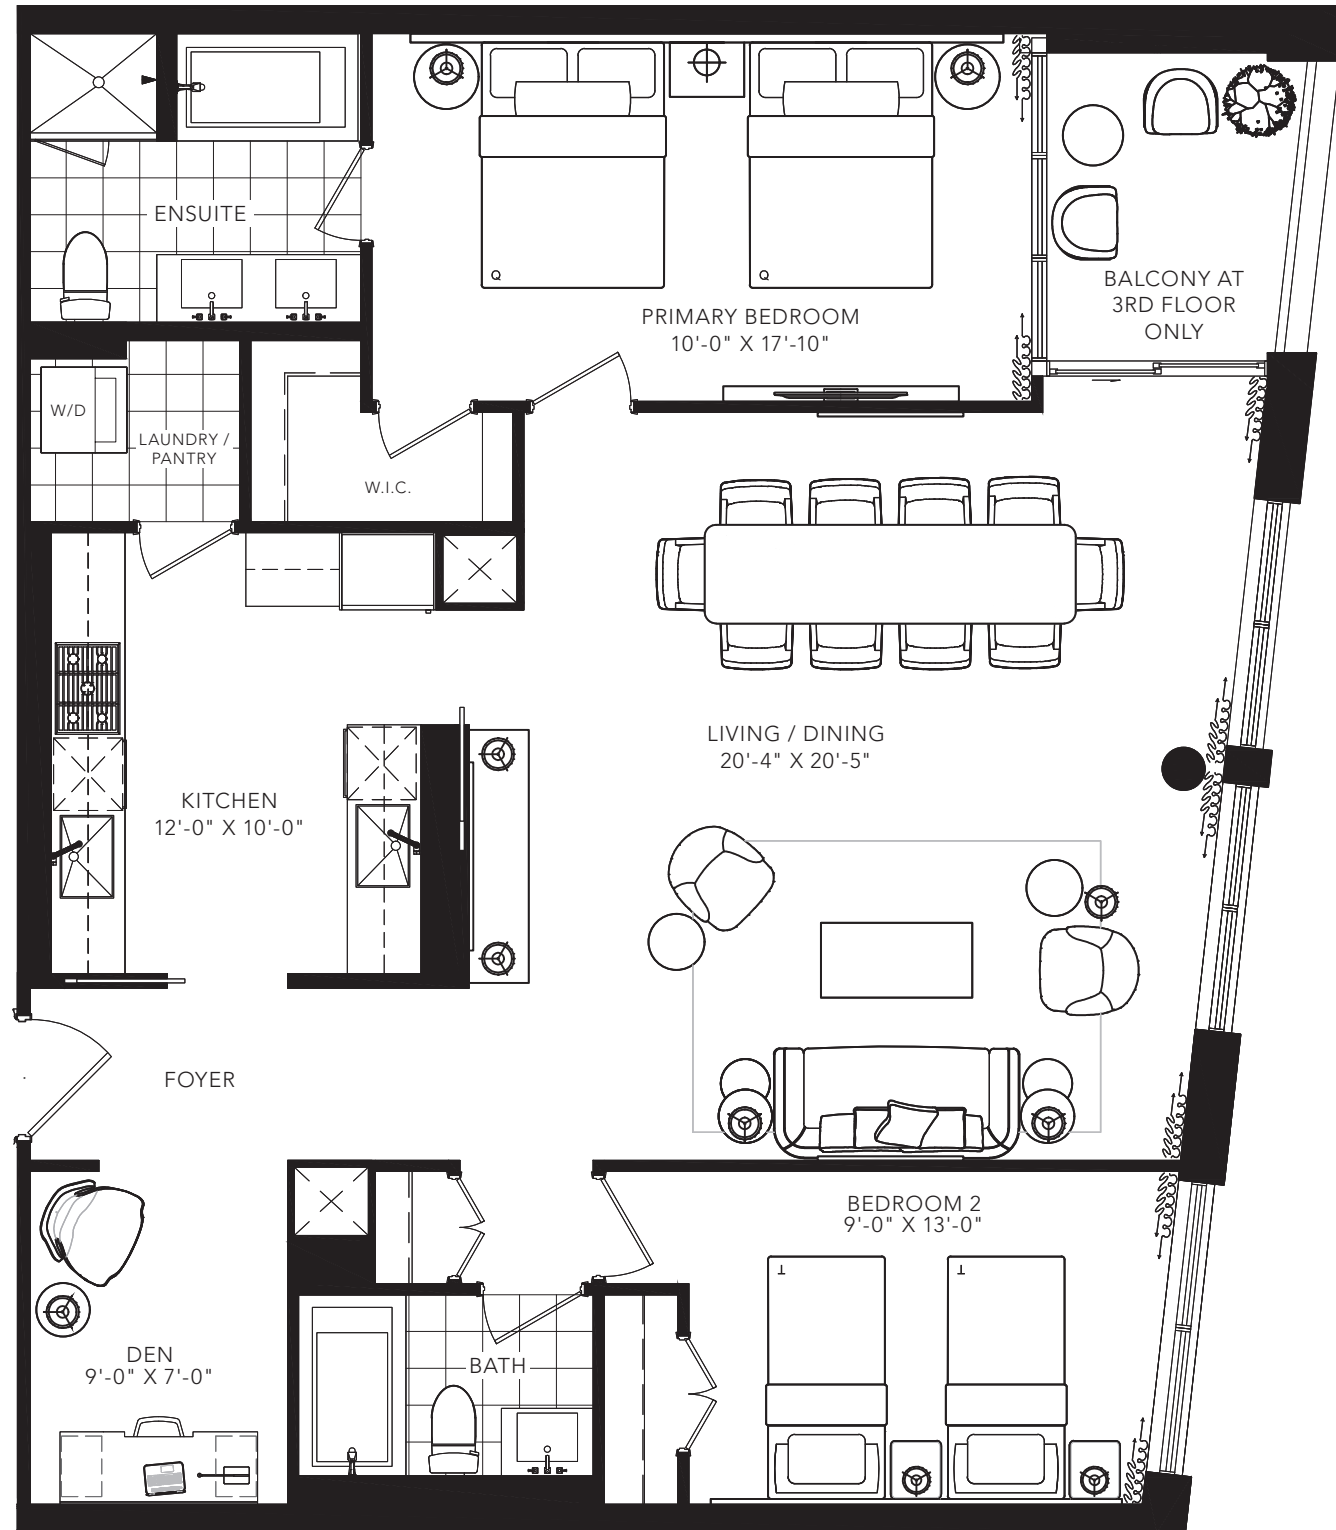 ENSUITE
Q
Q
PRIMARY BEDROOM
10'-0" X 17'-10"
BALCONY AT
3RD FLOOR
ONLY
W/D
LAUNDRY /
PANTRY
W.I.C.
LIVING / DINING
20'-4" X 20'-5"
KITCHEN
12'-0" X 10'-0"
FOYER
BEDROOM 2
9'-0" X 13'-0"
T
T
DEN
9'-0" X 7'-0"
BATH